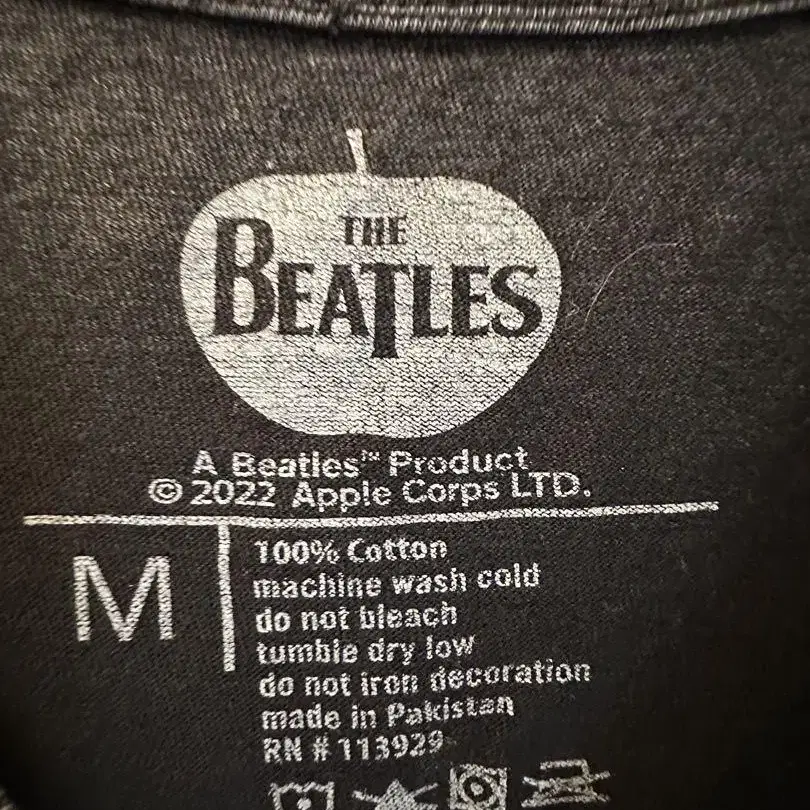 THE
BEATLES
A Beatles™ Product
© 2022 Apple Corps LTD.
M
100% Cotton
machine wash cold
do not bleach
tumble dry low
do not iron decoration
made in Pakistan
RN # 113929